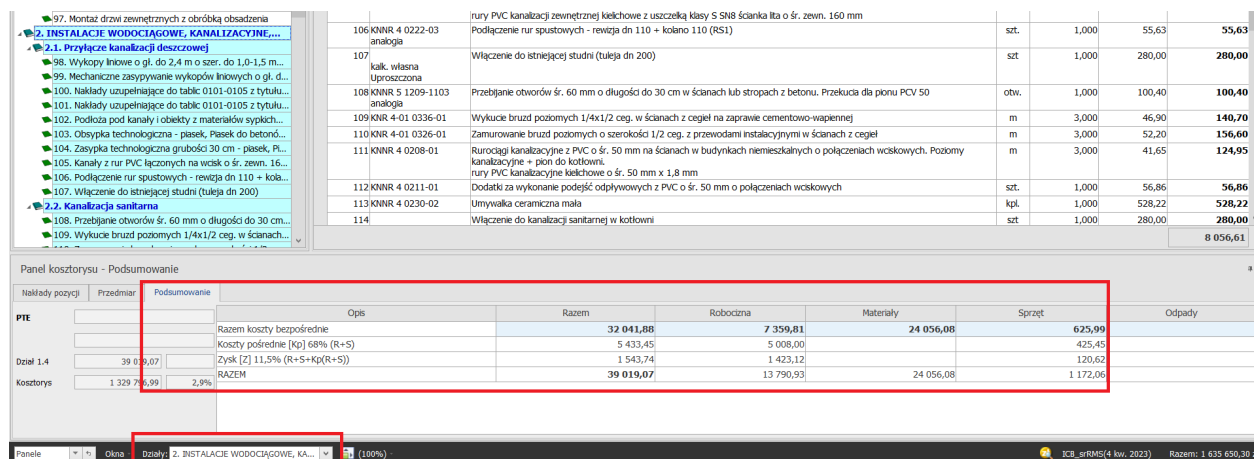 97. Montaż drzwi zewnętrznych z obróbką obsadzenia
2. INSTALACJE WODOCIĄGOWE, KANALIZACYJNE,...
2.1. Przyłącze kanalizacji deszczowej
98. Wykopy liniowe o gł. do 2,4 m o szer. do 1,0-1,5 m...
99. Mechaniczne zasypywanie wykopów liniowych o gł. d...
100. Nakłady uzupełniające do tablic 0101-0105 z tytułu...
101. Nakłady uzupełniające do tablic 0101-0105 z tytułu...
102. Podłoża pod kanały i obiekty z materiałów sypkich...
103. Obsypka technologiczna - piasek, Piasek do betonó...
104. Zasypka technologiczna grubości 30 cm - piasek, Pi...
105. Kanały z rur PVC łączonych na wcisk o śr. zewn. 16...
106. Podłączenie rur spustowych - rewizja dn 110 + kola...
107. Włączenie do istniejącej studni (tuleja dn 200)
2.2. Kanalizacja sanitarna
108. Przebijanie otworów śr. 60 mm o długości do 30 cm...
109. Wykucie bruzd poziomych 1/4x1/2 ceg. w ścianach...
rury PVC kanalizacji zewnętrznej kielichowe z uszczelką klasy S SN8 ścianka lita o śr. zewn. 160 mm
106 KNNR 4 0222-03 analogia Podłączenie rur spustowych - rewizja dn 110 + kolano 110 (RS1) szt. 1,000 55,63 55,63
107 kalk. własna Uproszczona Włączenie do istniejącej studni (tuleja dn 200) szt 1,000 280,00 280,00
108 KNNR 5 1209-1103 analogia Przebijanie otworów śr. 60 mm o długości do 30 cm w ścianach lub stropach z betonu. Przekucia dla pionu PCV 50 otw. 1,000 100,40 100,40
109 KNR 4-01 0336-01 Wykucie bruzd poziomych 1/4x1/2 ceg. w ścianach z cegieł na zaprawie cementowo-wapiennej m 3,000 46,90 140,70
110 KNR 4-01 0326-01 Zamurowanie bruzd poziomych o szerokości 1/2 ceg. z przewodami instalacyjnymi w ścianach z cegieł m 3,000 52,20 156,60
111 KNNR 4 0208-01 Rurociągi kanalizacyjne z PVC o śr. 50 mm na ścianach w budynkach niemieszkalnych o połączeniach wciskowych. Poziomy m 3,000 41,65 124,95
kanalizacyjne + pion do kotłowni.
rury PVC kanalizacyjne kielichowe o śr. 50 mm x 1,8 mm
112 KNNR 4 0211-01 Dodatki za wykonanie podejść odpływowych z PVC o śr. 50 mm o połączeniach wciskowych szt. 1,000 56,86 56,86
113 KNNR 4 0230-02 Umywalka ceramiczna mała kpl. 1,000 528,22 528,22
114 Włączenie do kanalizacji sanitarnej w kotłowni szt 1,000 280,00 280,00
8 056,61
Panel kosztorysu - Podsumowanie
Nakłady pozycji Przedmiar Podsumowanie
PTE
Dział 1.4 39 019,07
Kosztorys 1 329 796,99 2,9%
Opis Razem Robocizna Materiały Sprzęt Odpady
Razem koszty bezpośrednie 32 041,88 7 359,81 24 056,08 625,99
Koszty pośrednie [Kp] 68% (R+S) 5 433,45 5 008,00 425,45
Zysk [Z] 11,5% (R+S+Kp(R+S)) 1 543,74 1 423,12 120,62
RAZEM 39 019,07 13 790,93 24 056,08 1 172,06
Panele Okna Działy: 2. INSTALACJE WODOCIĄGOWE, KA... (100%) ICB_srRMS(4 kw. 2023) Razem: 1 635 650,30